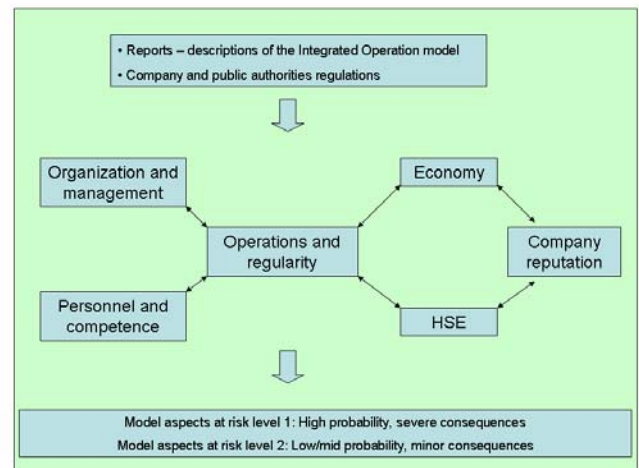 • Reports – descriptions of the Integrated Operation model
• Company and public authorities regulations
Organization and
management
Economy
Operations and
regularity
Company
reputation
Personnel and
competence
HSE
Model aspects at risk level 1: High probability, severe consequences
Model aspects at risk level 2: Low/mid probability, minor consequences